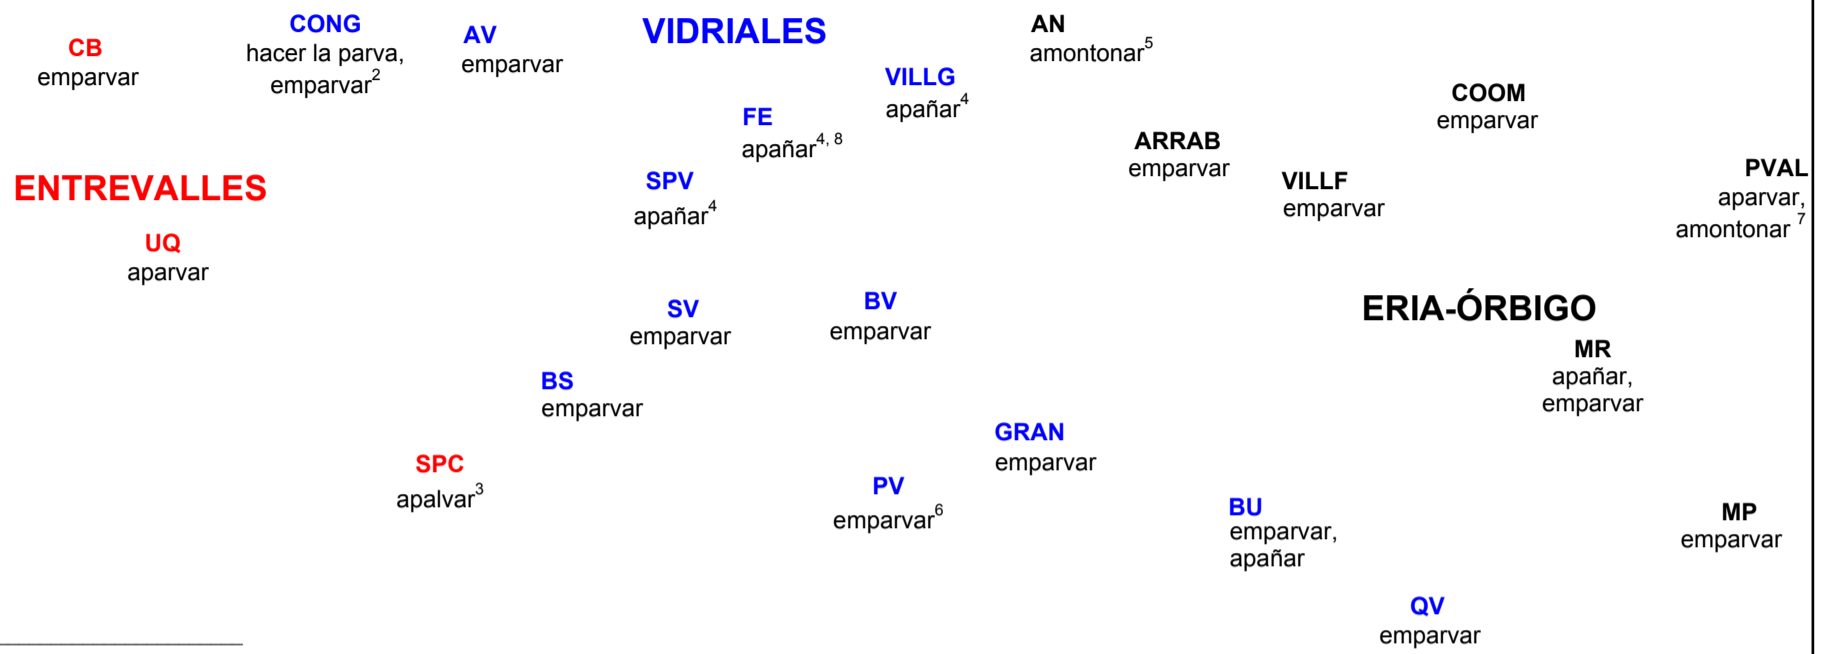 CB
emparvar
CONG
hacer la parva,
emparvar²
AV
emparvar
VIDRIALES
VILLG
apañar⁴
AN
amontonar⁵
FE
apañar⁴, ⁸
COOM
emparvar
ARRAB
emparvar
ENTREVALLES
SPV
apañar⁴
VILLF
emparvar
PVAL
aparvar,
amontonar ⁷
UQ
aparvar
SV
emparvar
BV
emparvar
ERIA-ÓRBIGO
MR
apañar,
emparvar
BS
emparvar
GRAN
emparvar
SPC
apalvar³
PV
emparvar⁶
BU
emparvar,
apañar
MP
emparvar
QV
emparvar